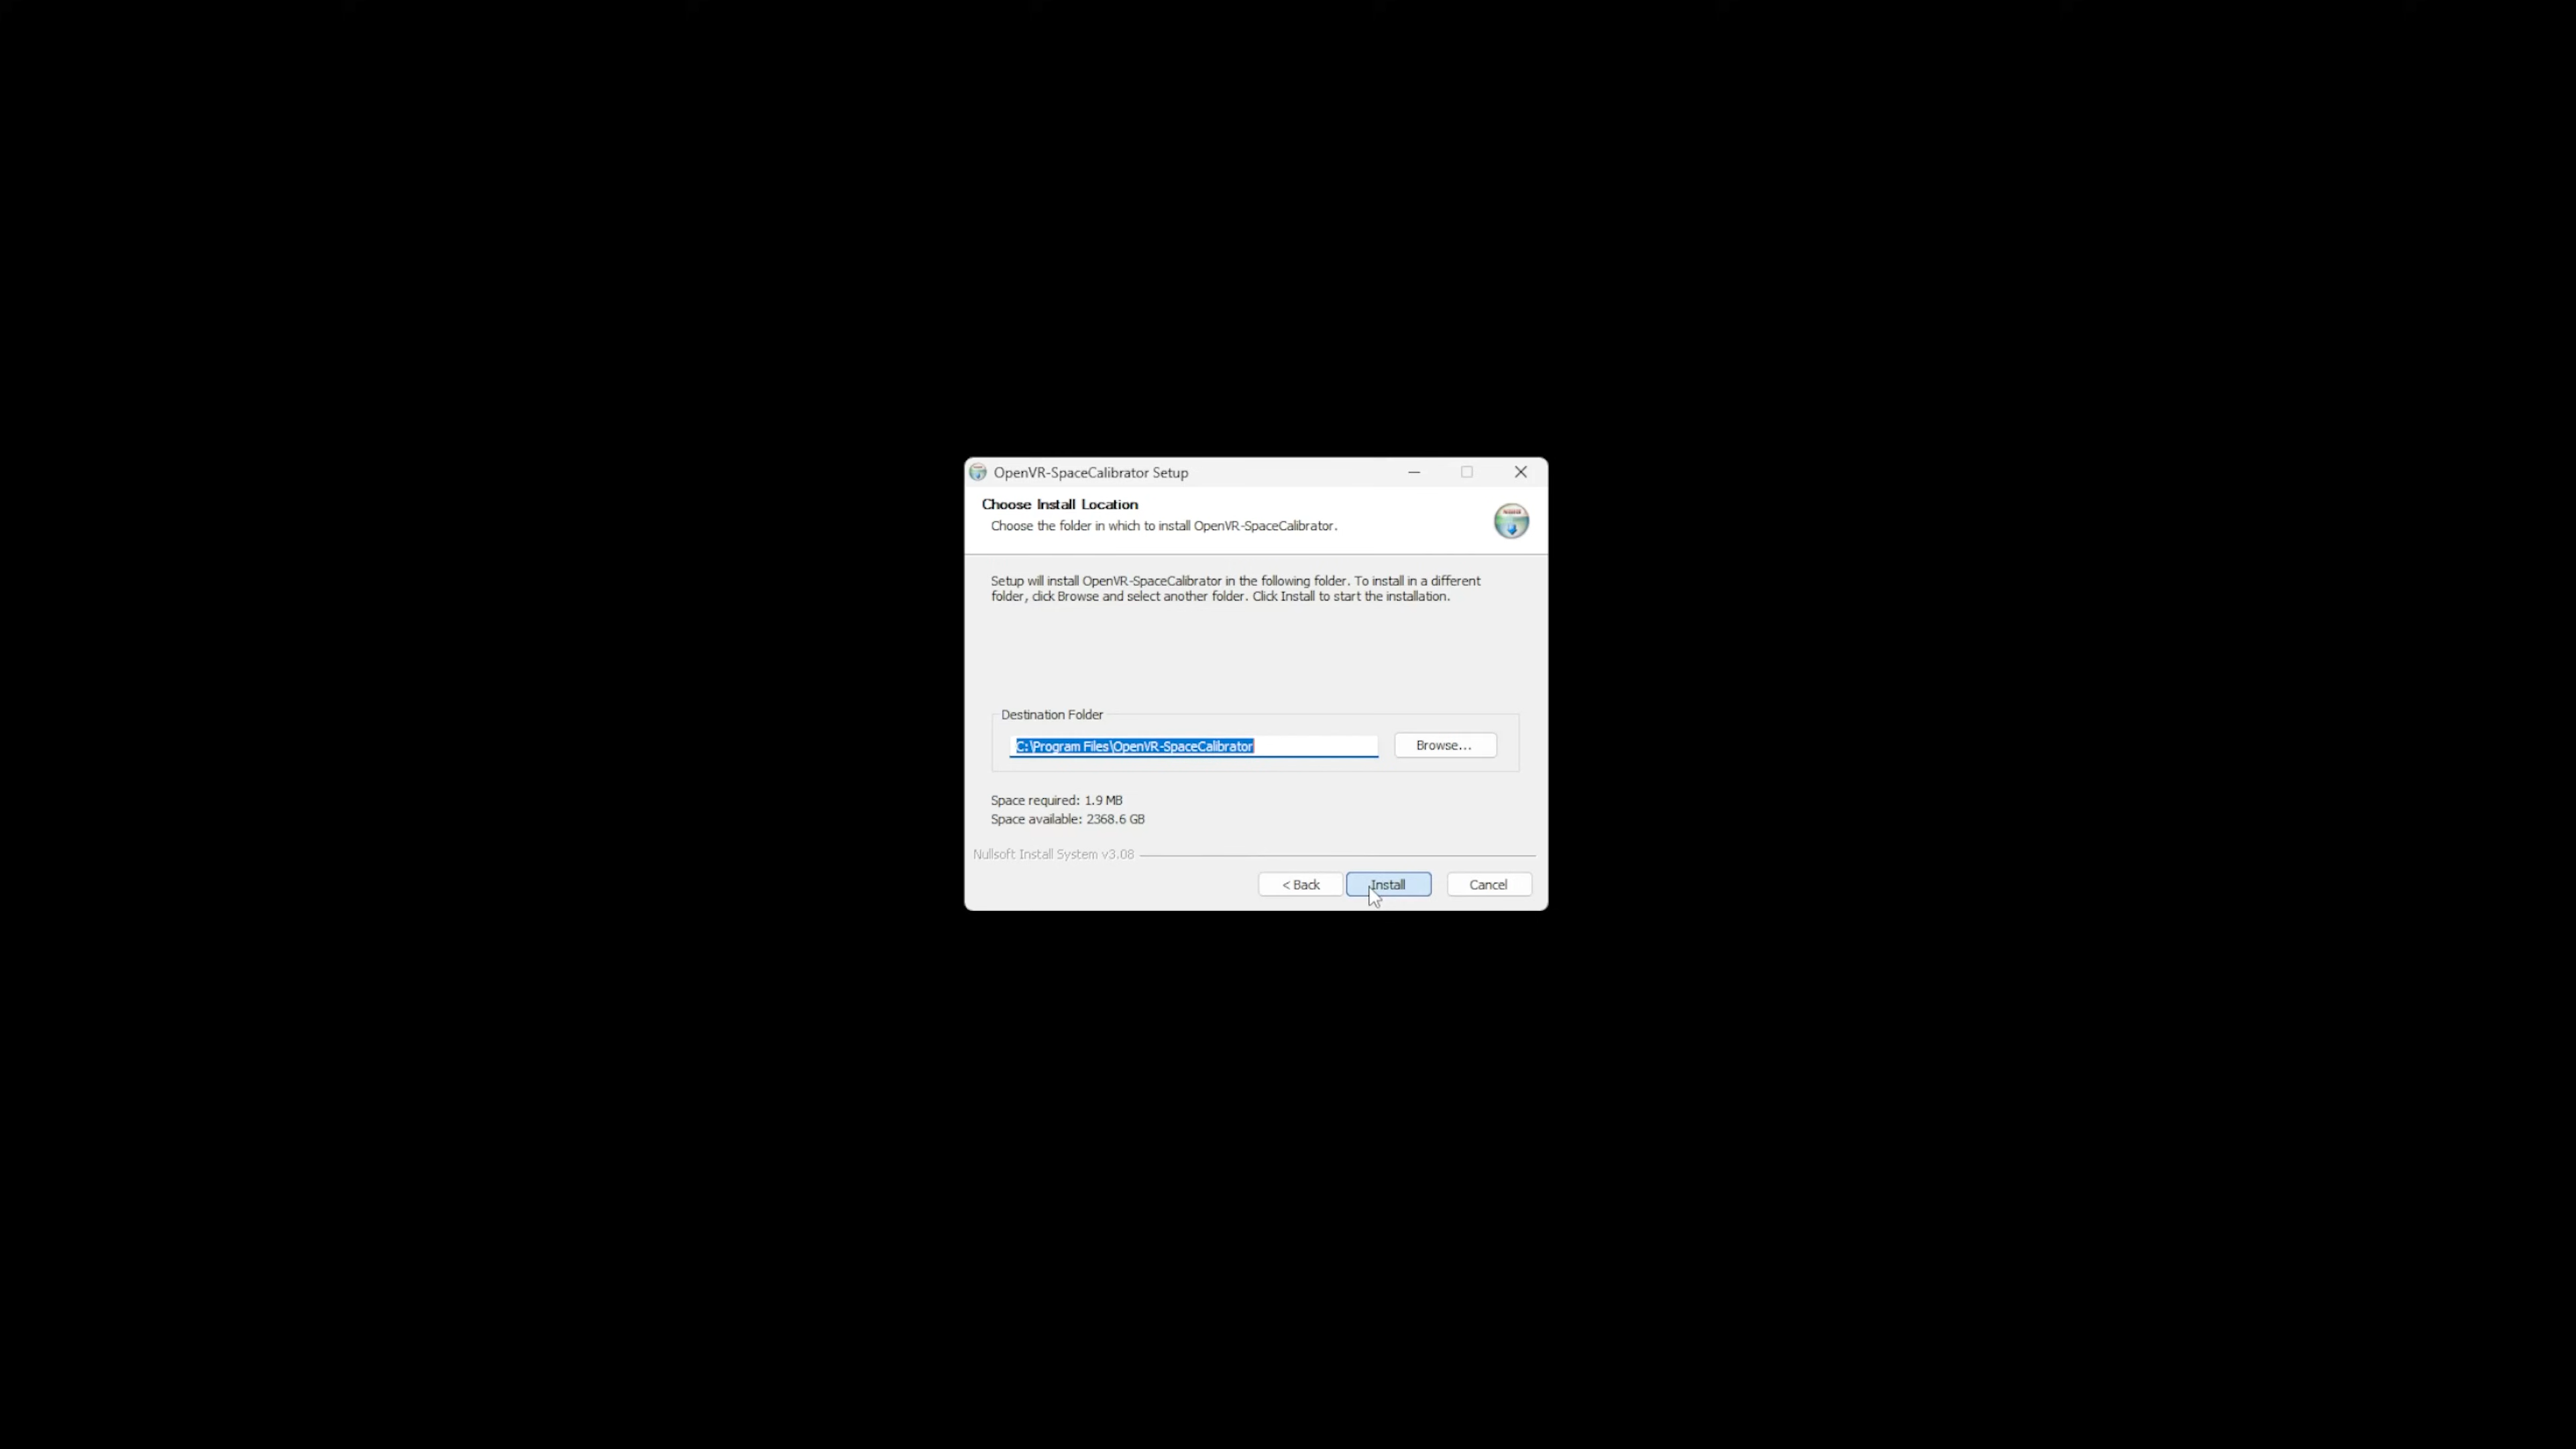 OpenVR-SpaceCalibrator Setup
Choose Install Location
Choose the folder in which to install OpenVR-SpaceCalibrator.
Setup will install OpenVR-SpaceCalibrator in the following folder. To install in a different
folder, click Browse and select another folder. Click Install to start the installation.
Destination Folder
C:\Program Files\OpenVR-SpaceCalibrator
Browse...
Space required: 1.9 MB
Space available: 2368.6 GB
Nullsoft Install System v3.08
< Back
Install
Cancel